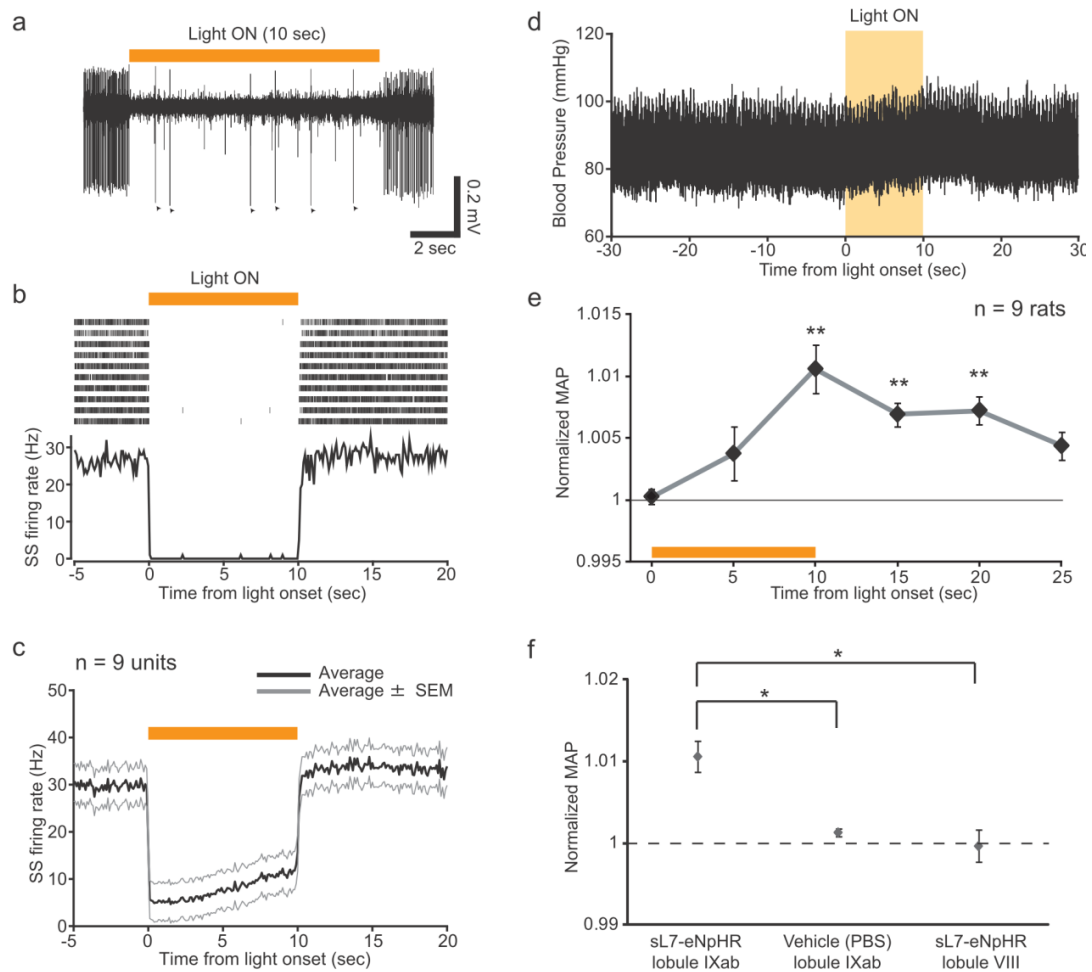 a
Light ON (10 sec)
0.2 mV
2 sec
b
Light ON
SS firing rate (Hz)
30
20
10
0
-5 0 5 10 15 20
Time from light onset (sec)
c
n = 9 units
Average
Average ± SEM
SS firing rate (Hz)
50
40
30
20
10
0
-5 0 5 10 15 20
Time from light onset (sec)
d
Light ON
Blood Pressure (mmHg)
120
100
80
60
-30 -20 -10 0 10 20 30
Time from light onset (sec)
e
n = 9 rats
Normalized MAP
1.015
1.01
1.005
1
0.995
** ** **
0 5 10 15 20 25
Time from light onset (sec)
f
Normalized MAP
1.02
1.01
1
0.99
*
*
sL7-eNpHR Vehicle (PBS) sL7-eNpHR
lobule IXab lobule IXab lobule VIII